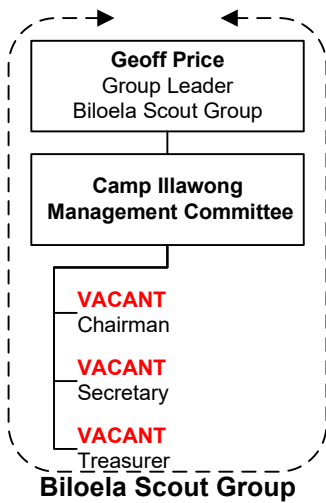 Geoff Price
Group Leader
Biloela Scout Group
Camp Illawong
Management Committee
VACANT
Chairman
VACANT
Secretary
VACANT
Treasurer
Biloela Scout Group